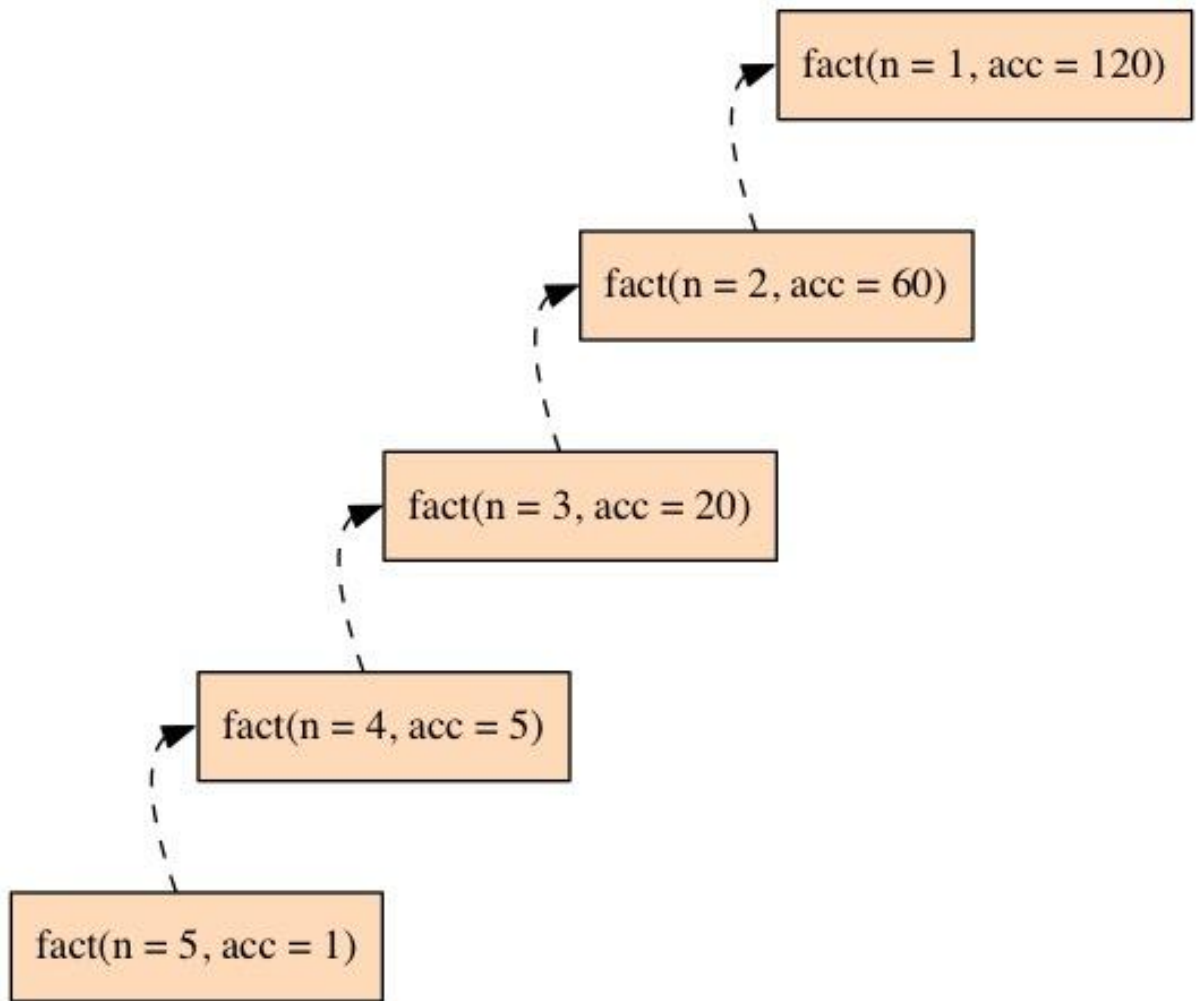 fact(n = 1, acc = 120)
fact(n = 2, acc = 60)
fact(n = 3, acc = 20)
fact(n = 4, acc = 5)
fact(n = 5, acc = 1)